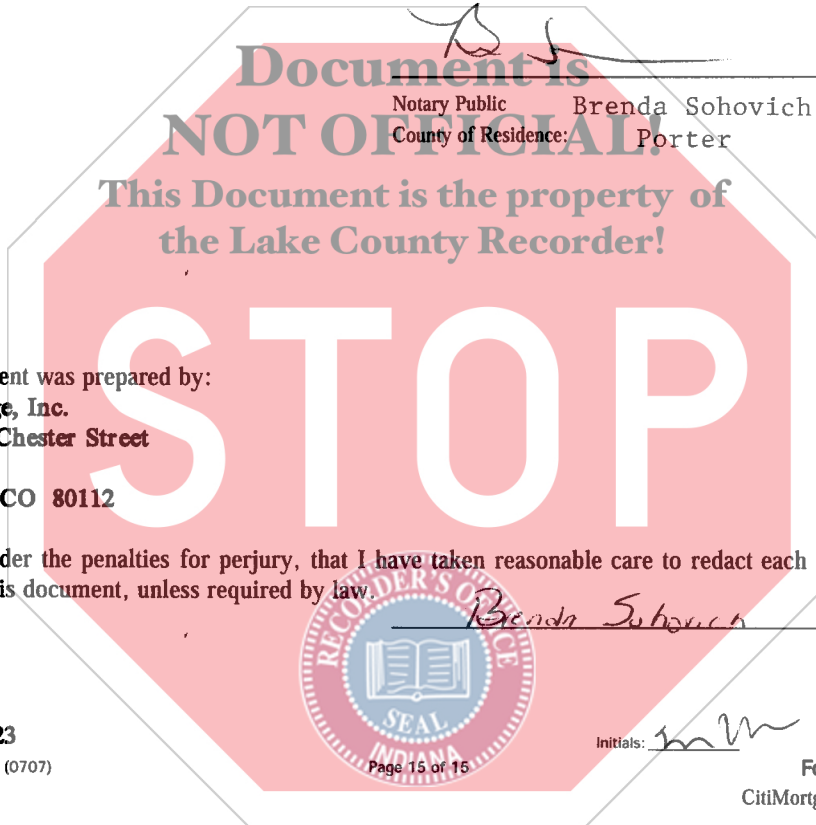 Document is
Notary Public Brenda Sohovich
NOT OFFICIAL!
County of Residence: Porter
This Document is the property of
the Lake County Recorder!
STOP
ent was prepared by:
e, Inc.
Chester Street
CO 80112
der the penalties for perjury, that I have taken reasonable care to redact each
is document, unless required by law.
Brenda Sohovich
RECORDER'S OFFICE
SEAL
INDIANA
23
Initials:
(0707)
Page 15 of 15
Fo
CitiMortg